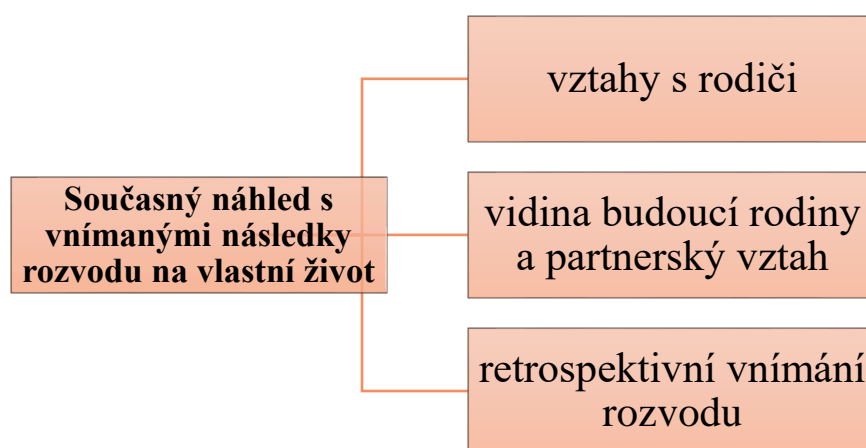 Současný náhled s
vnímanými následky
rozvodu na vlastní život
vztahy s rodiči
vidina budoucí rodiny
a partnerský vztah
retrospektivní vnímání
rozvodu